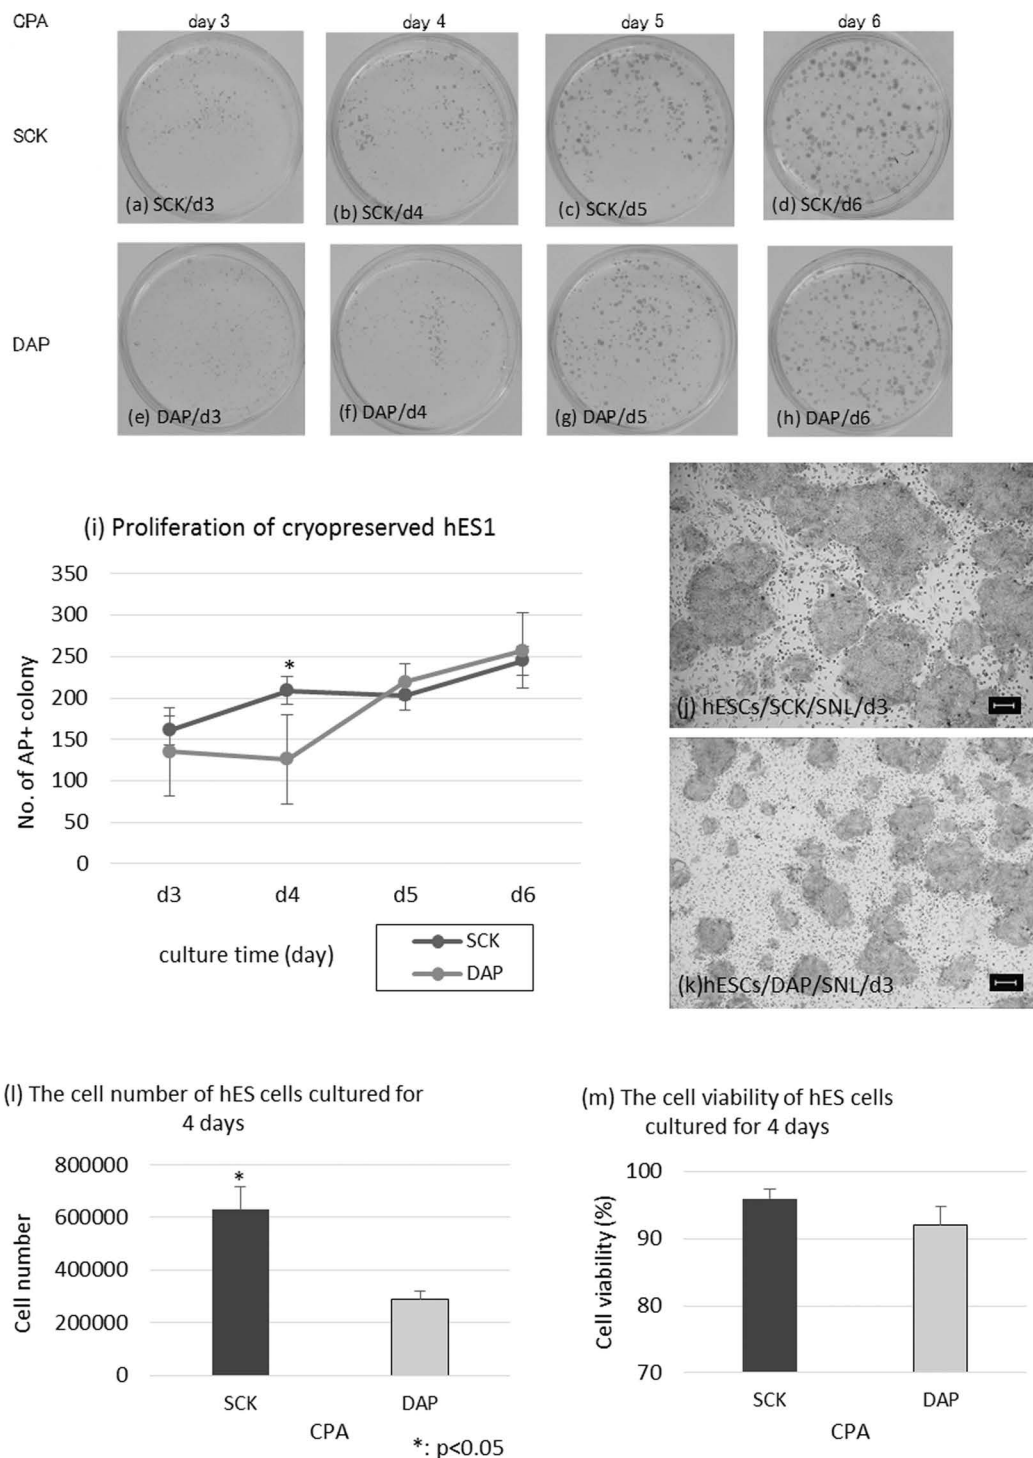 CPA day 3 day 4 day 5 day 6
SCK
(a) SCK/d3 (b) SCK/d4 (c) SCK/d5 (d) SCK/d6
DAP
(e) DAP/d3 (f) DAP/d4 (g) DAP/d5 (h) DAP/d6
(i) Proliferation of cryopreserved hES1
350
300
250
200
150
100
50
0
No. of AP+ colony
*
d3 d4 d5 d6
culture time (day)
SCK
DAP
(j) hESCs/SCK/SNL/d3
(k)hESCs/DAP/SNL/d3
(l) The cell number of hES cells cultured for
4 days
800000
600000
400000
200000
0
Cell number
*
SCK DAP
CPA
*: p<0.05
(m) The cell viability of hES cells
cultured for 4 days
100
90
80
70
Cell viability (%)
SCK DAP
CPA